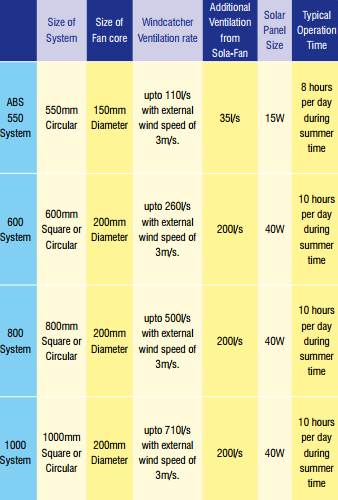 Size of System | Size of Fan core | Windcatcher Ventilation rate | Additional Ventilation from Sola-Fan | Solar Panel Size | Typical Operation Time
ABS 550 System | 550mm Circular | 150mm Diameter | upto 110l/s with external wind speed of 3m/s. | 35l/s | 15W | 8 hours per day during summer time
600 System | 600mm Square or Circular | 200mm Diameter | upto 260l/s with external wind speed of 3m/s. | 200l/s | 40W | 10 hours per day during summer time
800 System | 800mm Square or Circular | 200mm Diameter | upto 500l/s with external wind speed of 3m/s. | 200l/s | 40W | 10 hours per day during summer time
1000 System | 1000mm Square or Circular | 200mm Diameter | upto 710l/s with external wind speed of 3m/s. | 200l/s | 40W | 10 hours per day during summer time